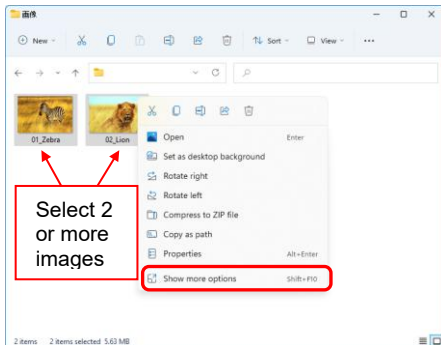 画像
New
Sort
View
01_Zebra
02_Lion
Open Enter
Set as desktop background
Rotate right
Rotate left
Compress to ZIP file
Copy as path
Properties Alt+Enter
Show more options Shift+F10
Select 2
or more
images
2 items 2 items selected 5.63 MB